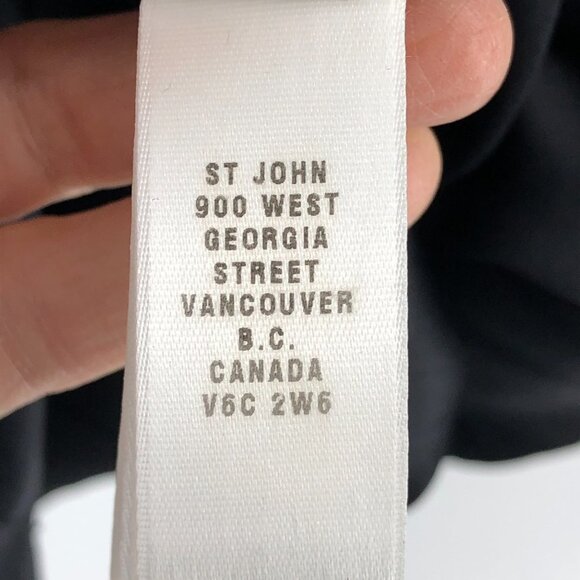 ST JOHN
900 WEST
GEORGIA
STREET
VANCOUVER
B.C.
CANADA
V6C 2W6